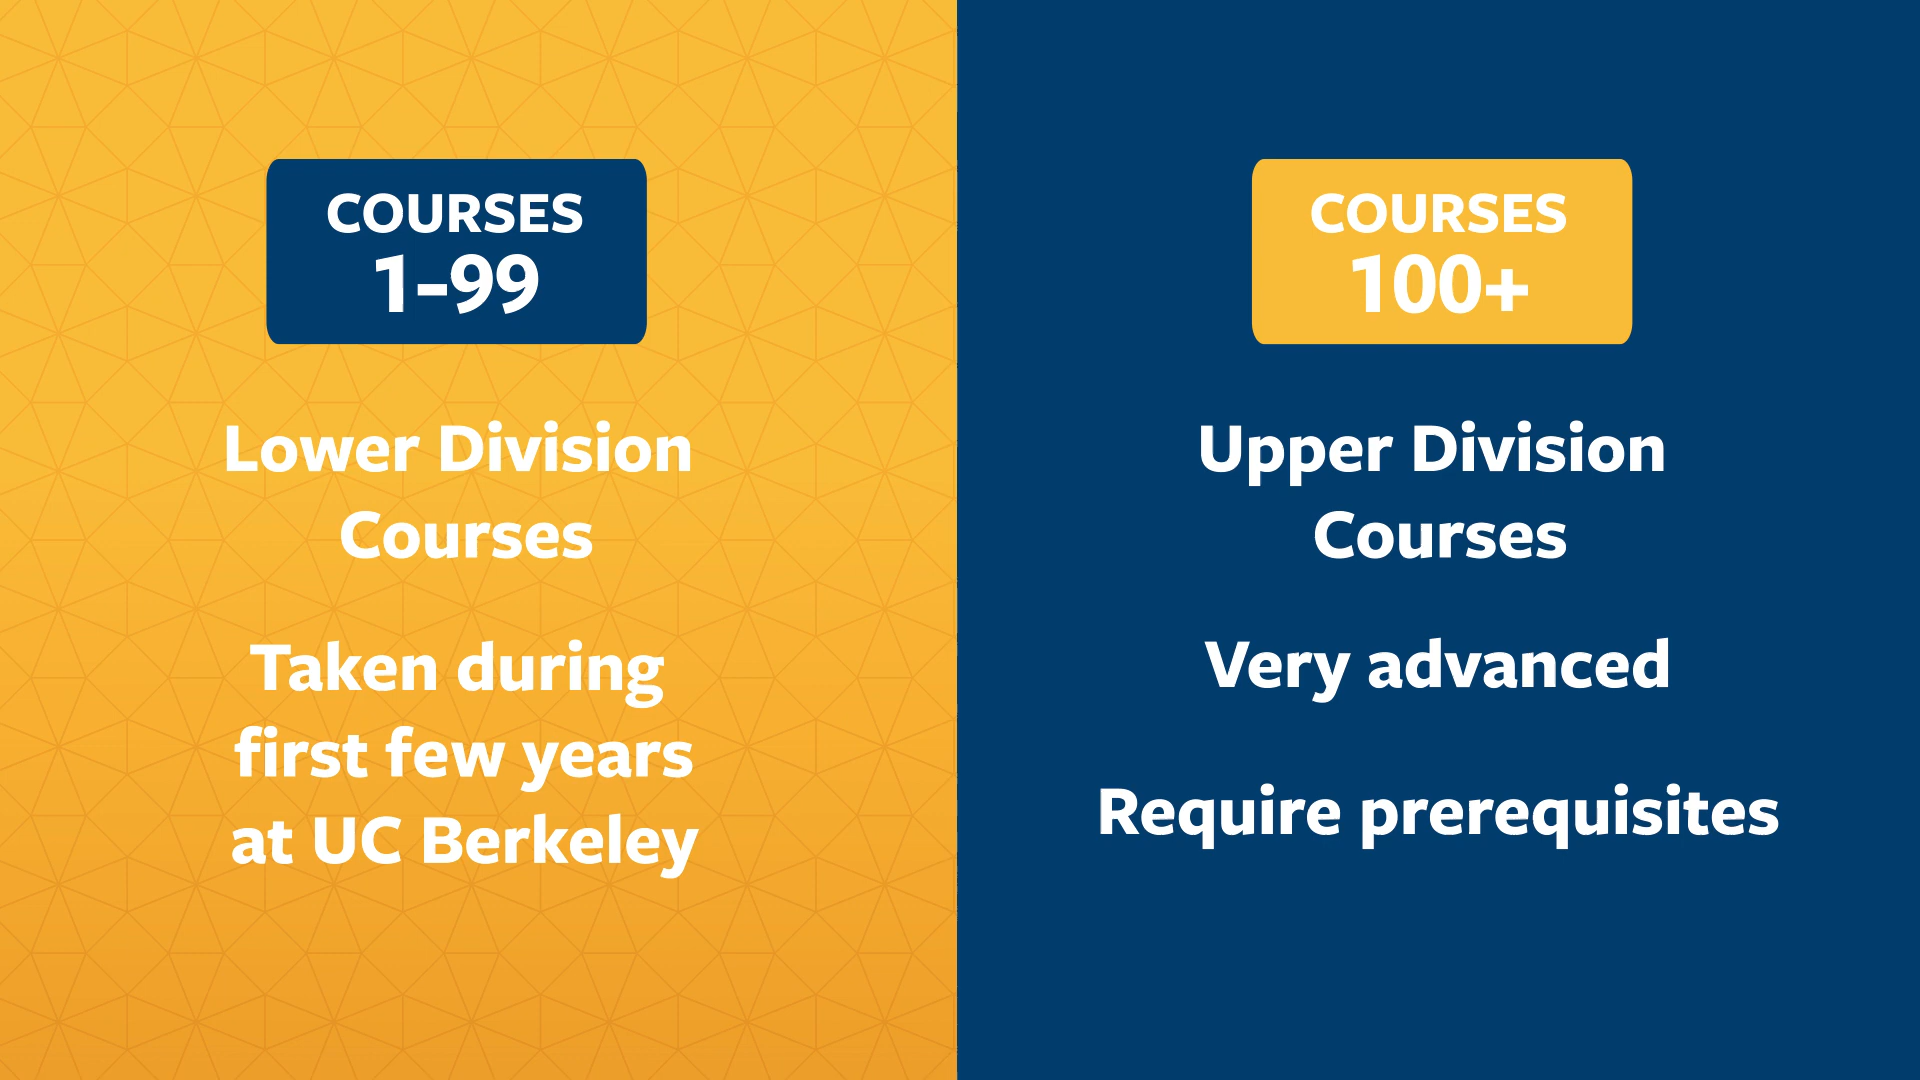 COURSES
1-99
Lower Division
Courses
Taken during
first few years
at UC Berkeley
COURSES
100+
Upper Division
Courses
Very advanced
Require prerequisites